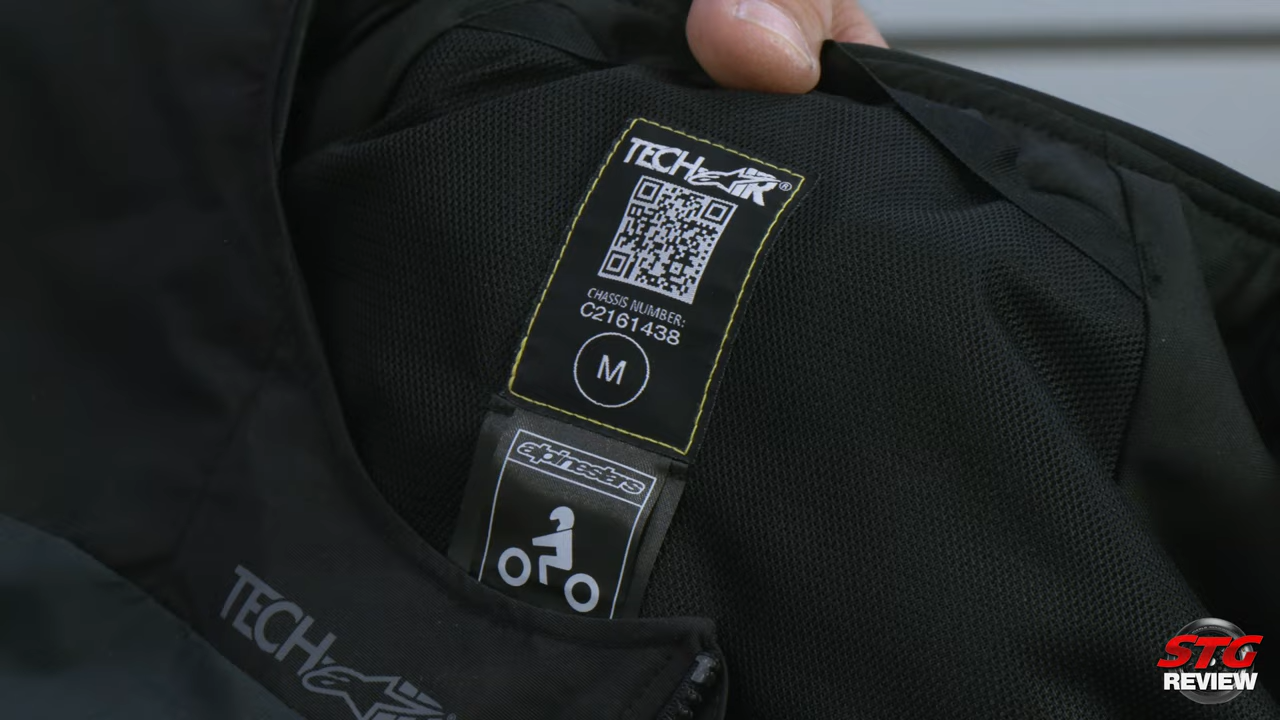 TECH AIR®
CHASSIS NUMBER:
C2161438
M
alpinestars
TECH AIR
STG
REVIEW